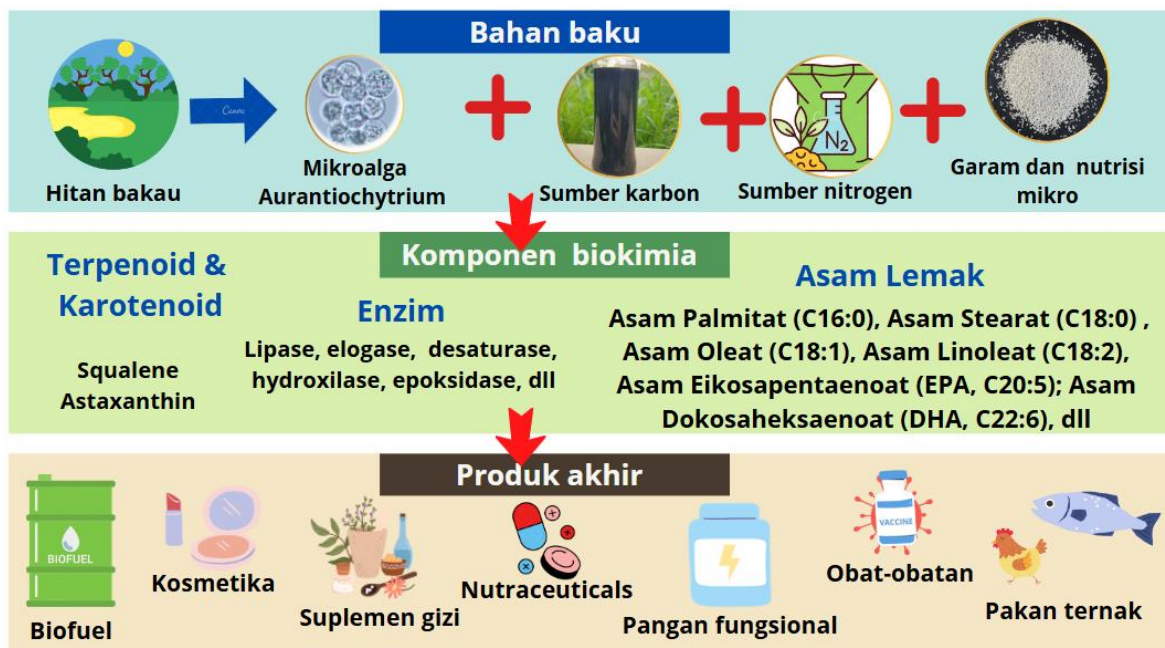 Bahan baku
Canva
Hitan bakau
Mikroalga
Aurantiochytrium
Sumber karbon
N2
Sumber nitrogen
Garam dan nutrisi
mikro
Komponen biokimia
Terpenoid &
Karotenoid
Squalene
Astaxanthin
Enzim
Lipase, elogase, desaturase,
hydroxilase, epoksidase, dll
Asam Lemak
Asam Palmitat (C16:0), Asam Stearat (C18:0) ,
Asam Oleat (C18:1), Asam Linoleat (C18:2),
Asam Eikosapentaenoat (EPA, C20:5); Asam
Dokosaheksaenoat (DHA, C22:6), dll
Produk akhir
BIOFUEL
Biofuel
Kosmetika
Suplemen gizi
Nutraceuticals
Pangan fungsional
VACCINE
Obat-obatan
Pakan ternak